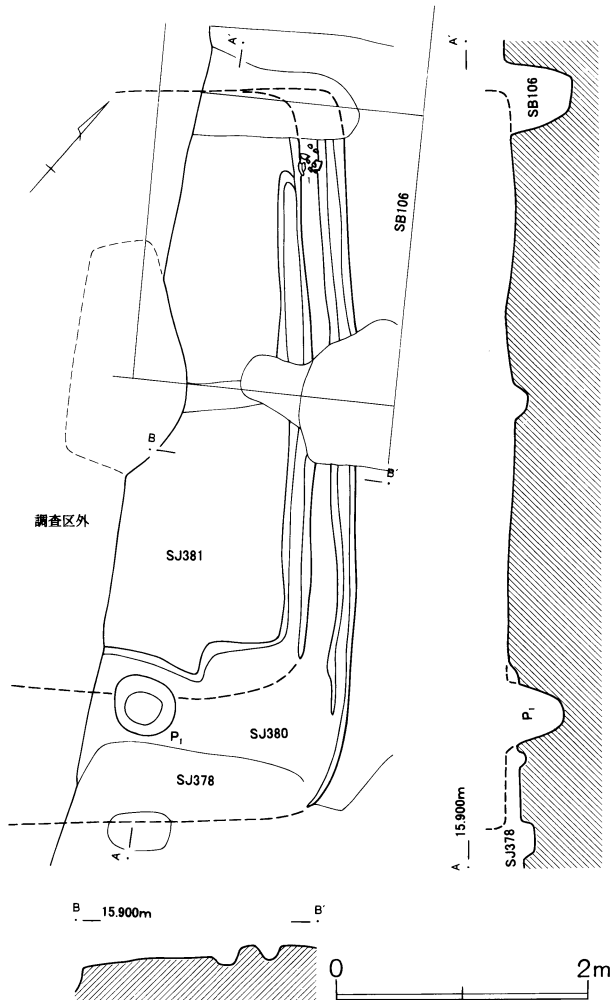 A´
A´
SB106
SB106
B
B´
調査区外
SJ381
P₁
SJ380
P₁
SJ378
A
15.900m
A
SJ378
B 15.900m B´
0 2m